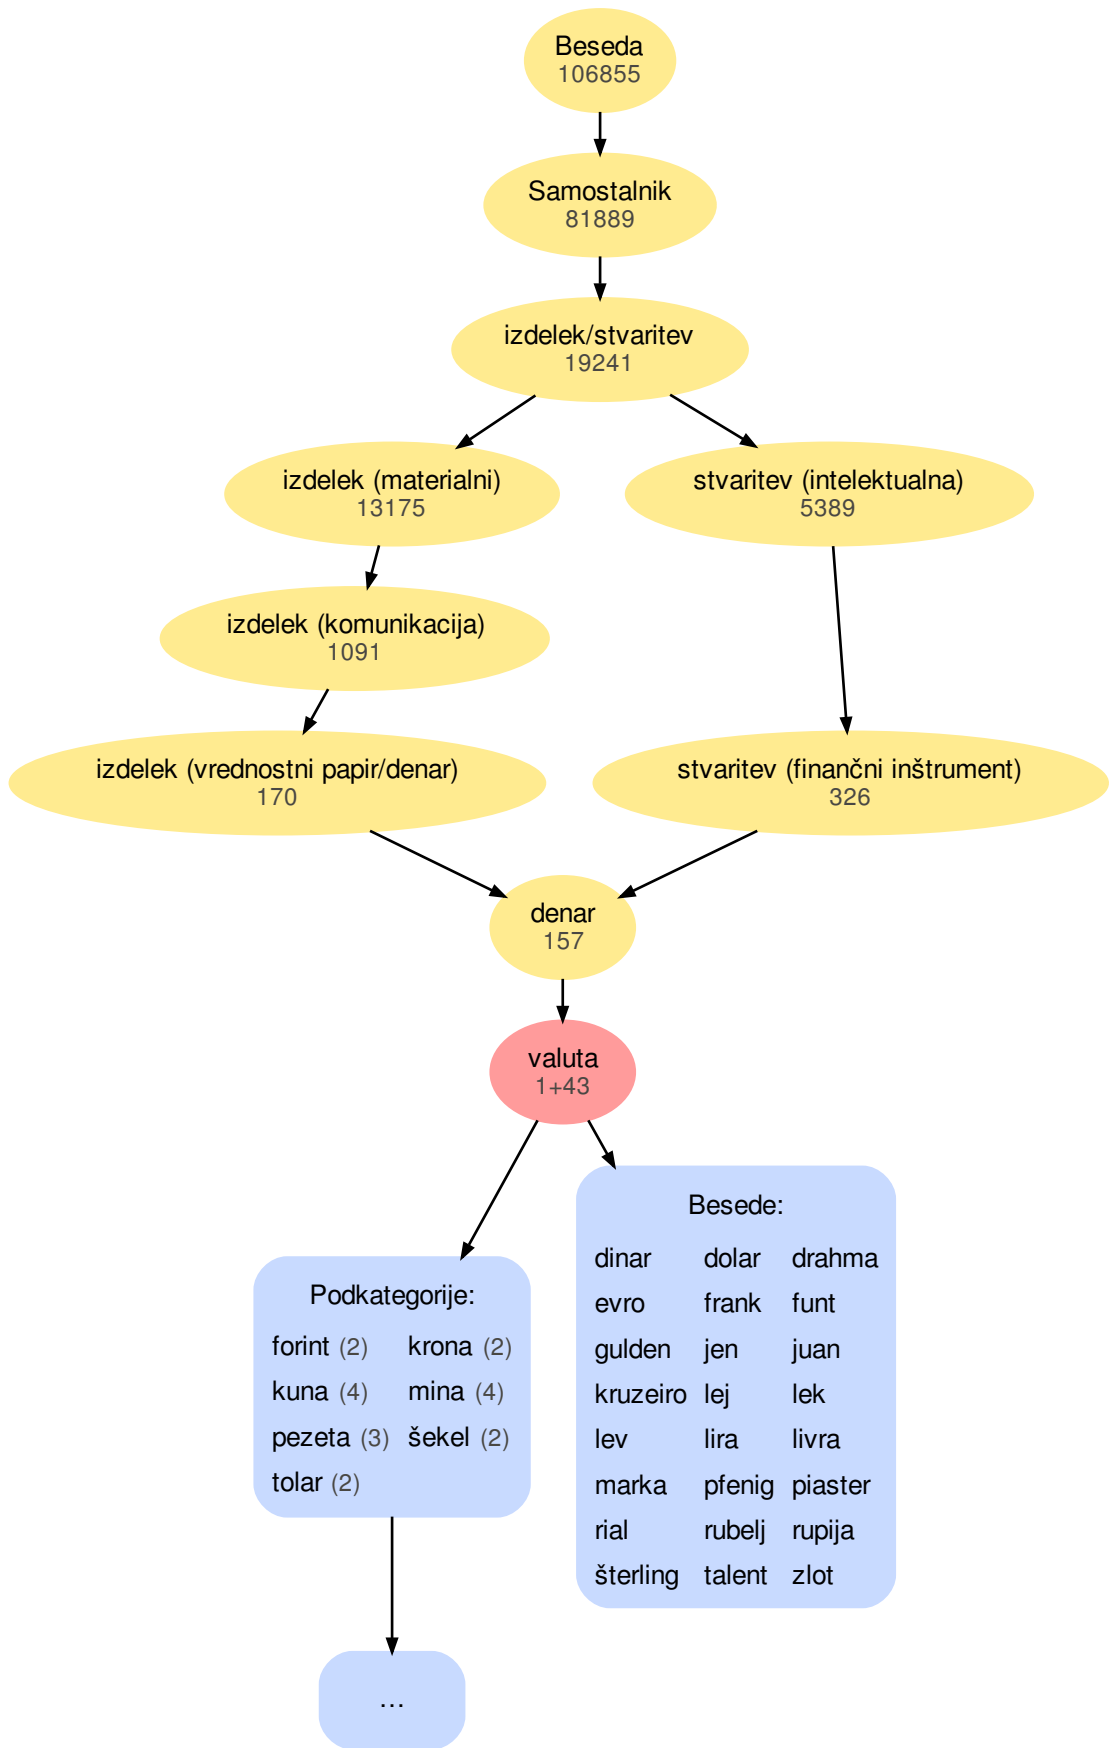 Beseda
106855
Samostalnik
81889
izdelek/stvaritev
19241
izdelek (materialni)
13175
stvaritev (intelektualna)
5389
izdelek (komunikacija)
1091
izdelek (vrednostni papir/denar)
170
stvaritev (finančni inštrument)
326
denar
157
valuta
1+43
Podkategorije:
forint (2) krona (2)
kuna (4) mina (4)
pezeta (3) šekel (2)
tolar (2)
Besede:
dinar dolar drahma
evro frank funt
gulden jen juan
kruzeiro lej lek
lev lira livra
marka pfenig piaster
rial rubelj rupija
šterling talent zlot
...